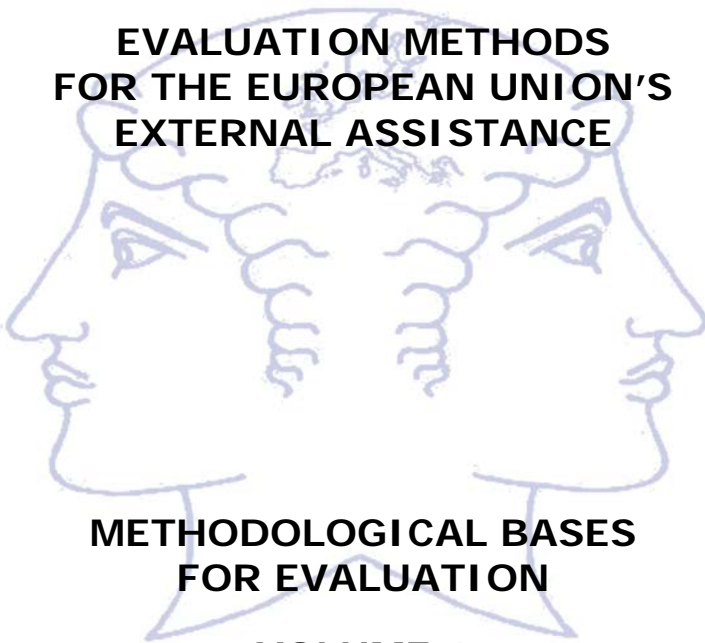 EVALUATION METHODS
FOR THE EUROPEAN UNION'S
EXTERNAL ASSISTANCE
METHODOLOGICAL BASES
FOR EVALUATION